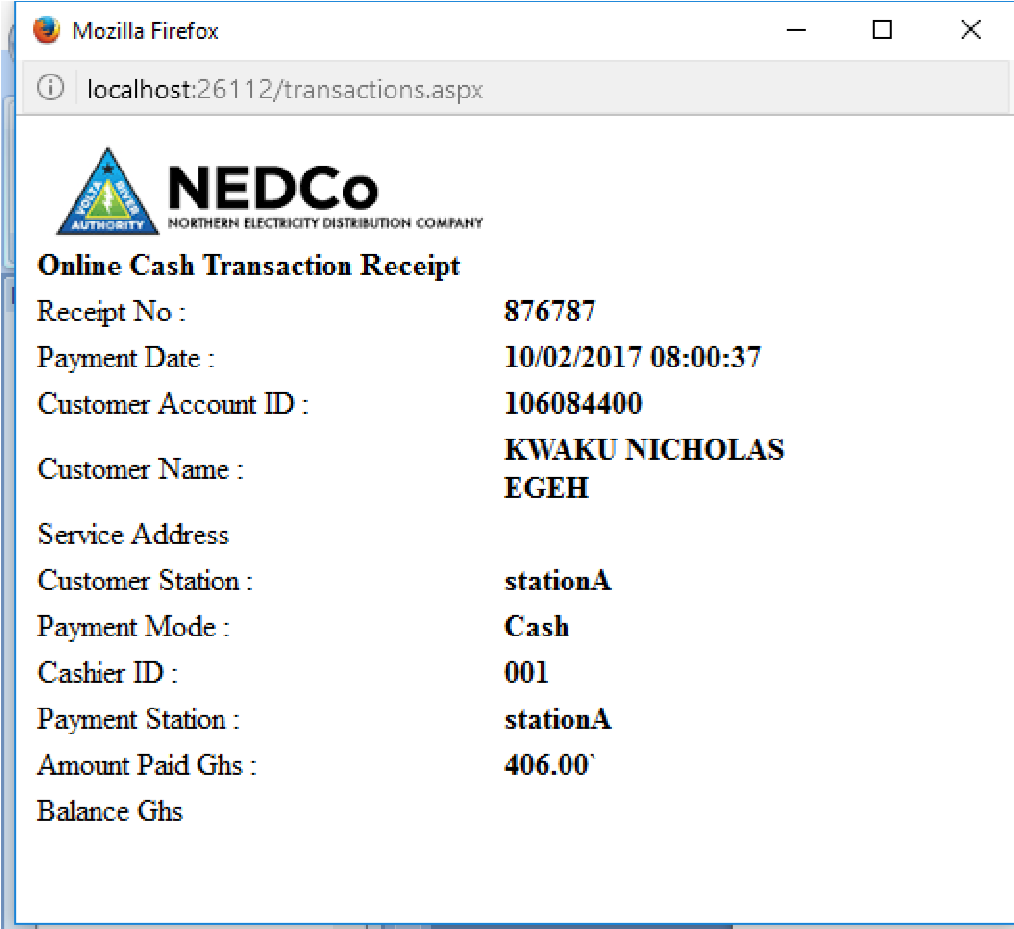 Mozilla Firefox
localhost:26112/transactions.aspx
VOLTA RIVER AUTHORITY
NEDCo
NORTHERN ELECTRICITY DISTRIBUTION COMPANY
Online Cash Transaction Receipt
Receipt No : 876787
Payment Date : 10/02/2017 08:00:37
Customer Account ID : 106084400
Customer Name : KWAKU NICHOLAS
EGEH
Service Address
Customer Station : stationA
Payment Mode : Cash
Cashier ID : 001
Payment Station : stationA
Amount Paid Ghs : 406.00`
Balance Ghs